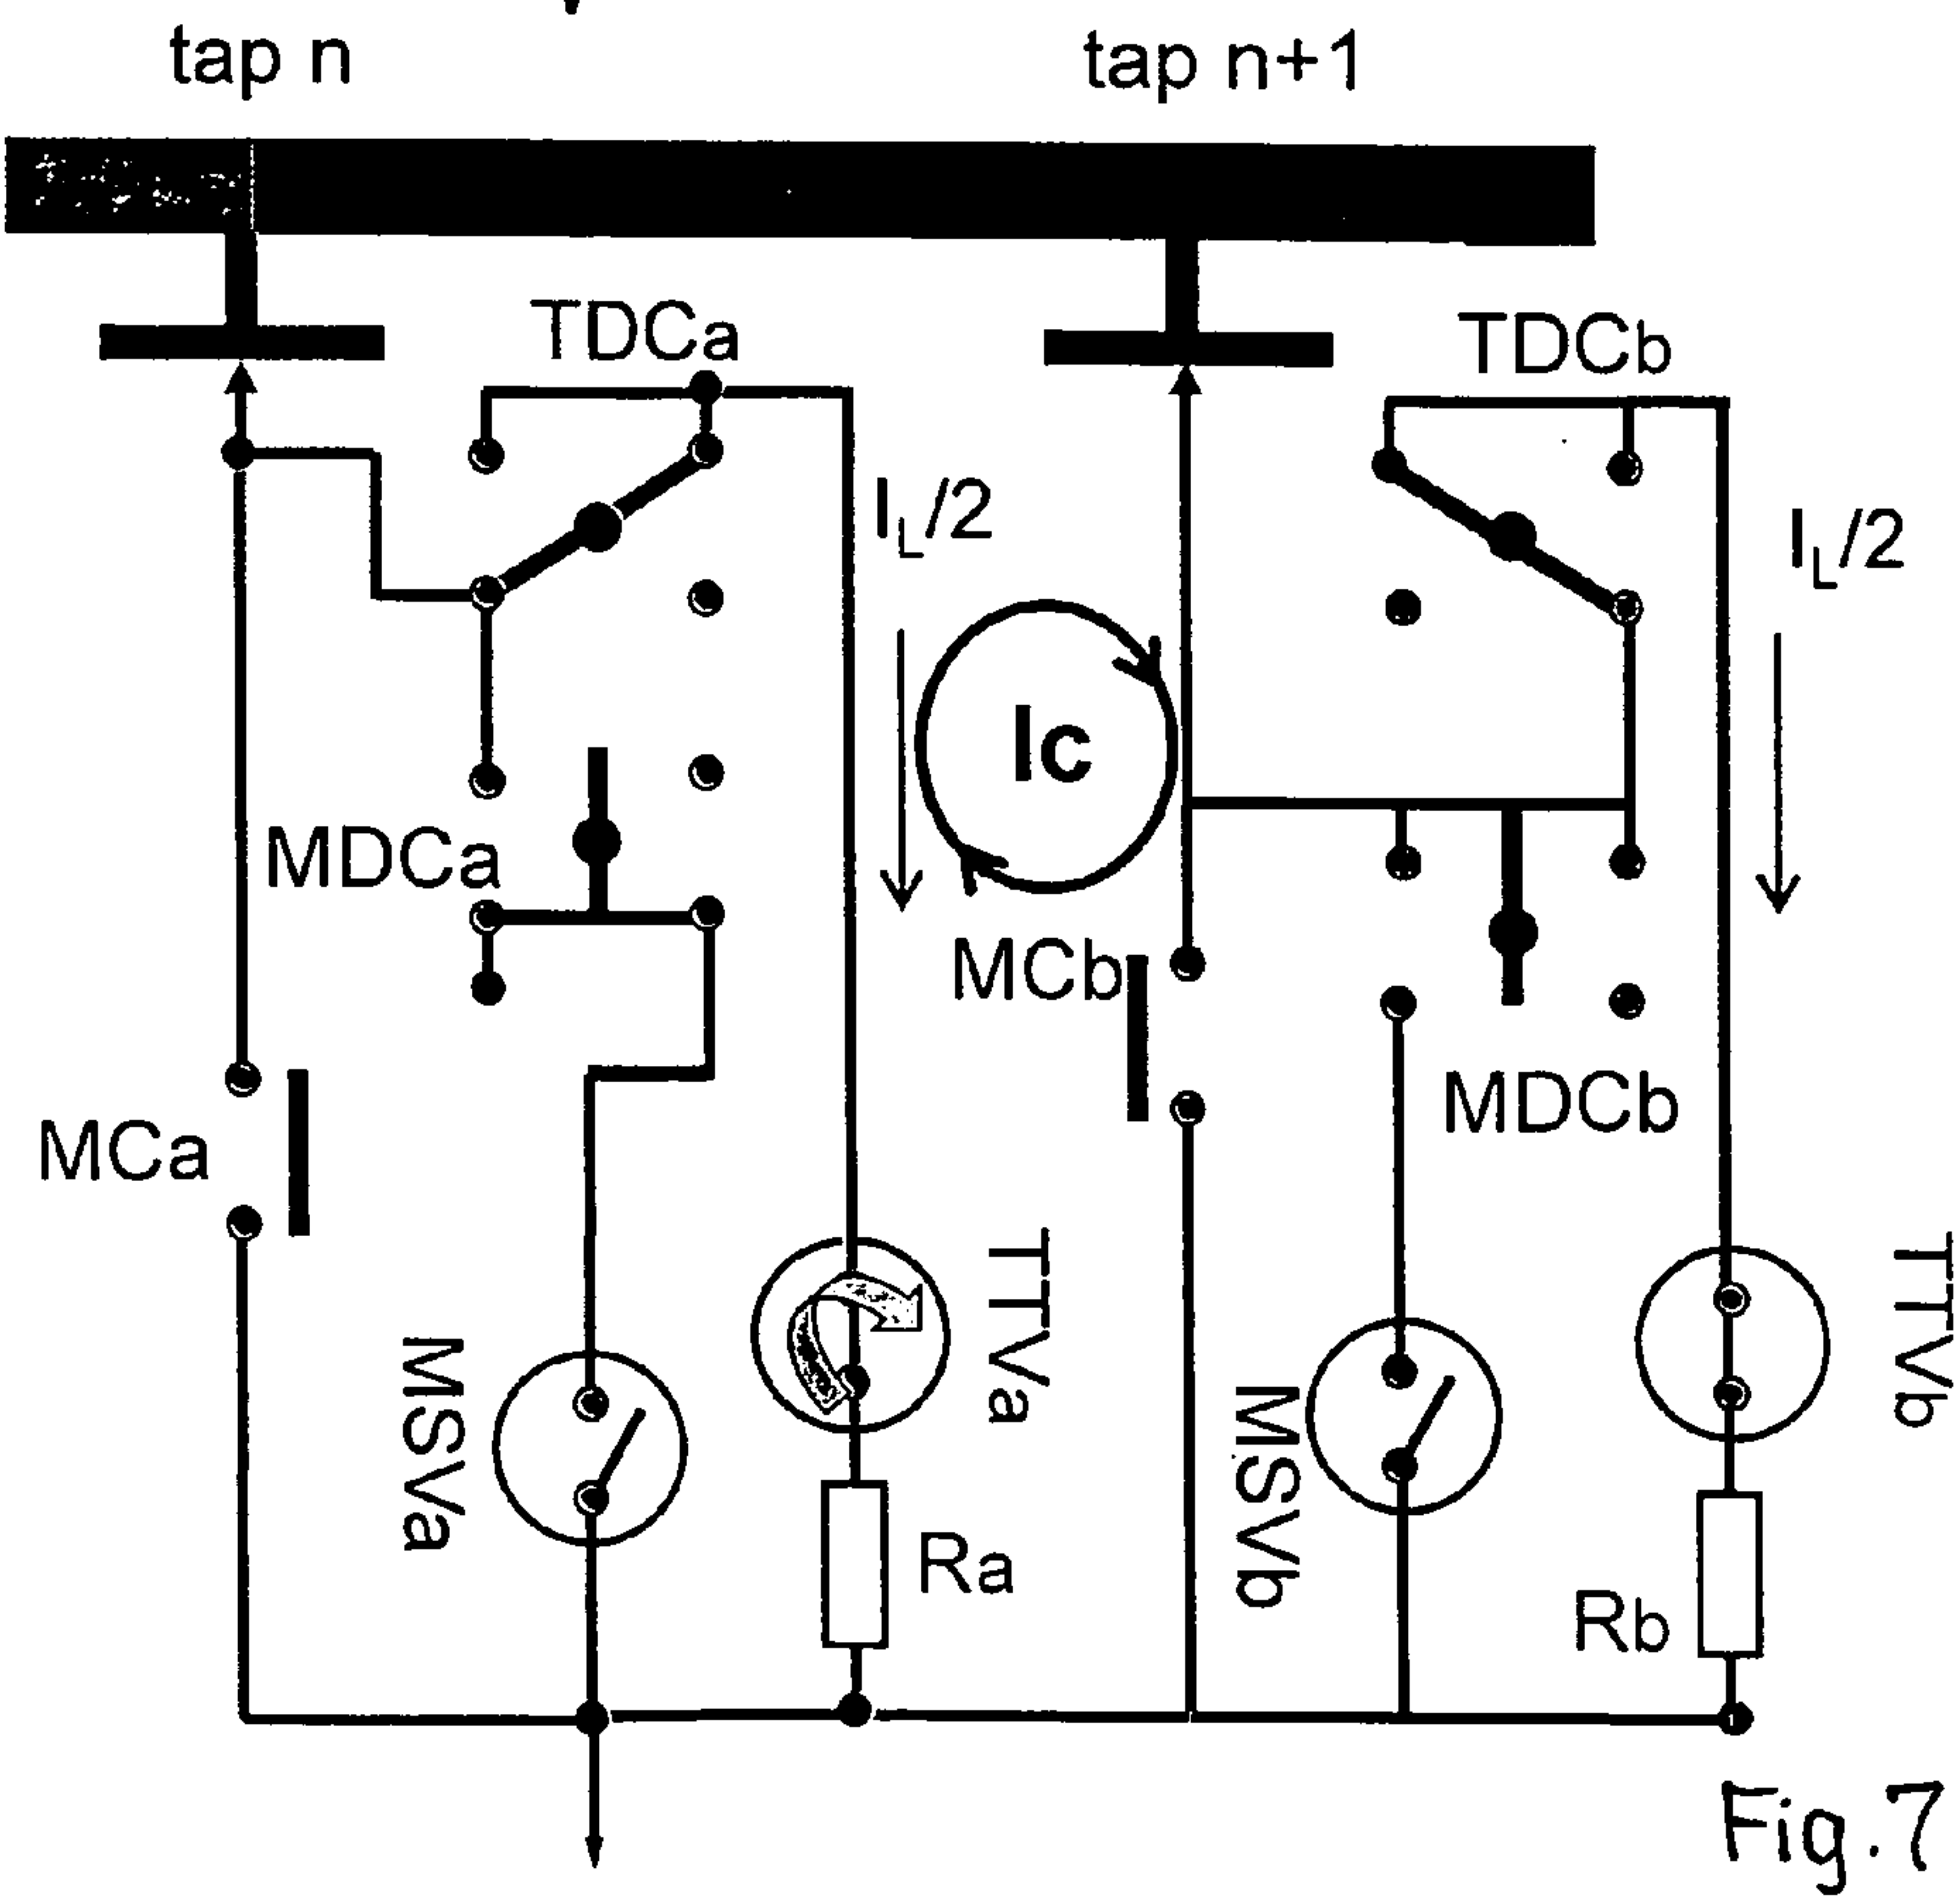 tap n
tap n+1
TDCa
TDCb
IL/2
IL/2
Ic
MDCa
MCb
MDCb
MCa
TTVa
TTVb
MSVa
MSVb
Ra
Rb
Fig.7